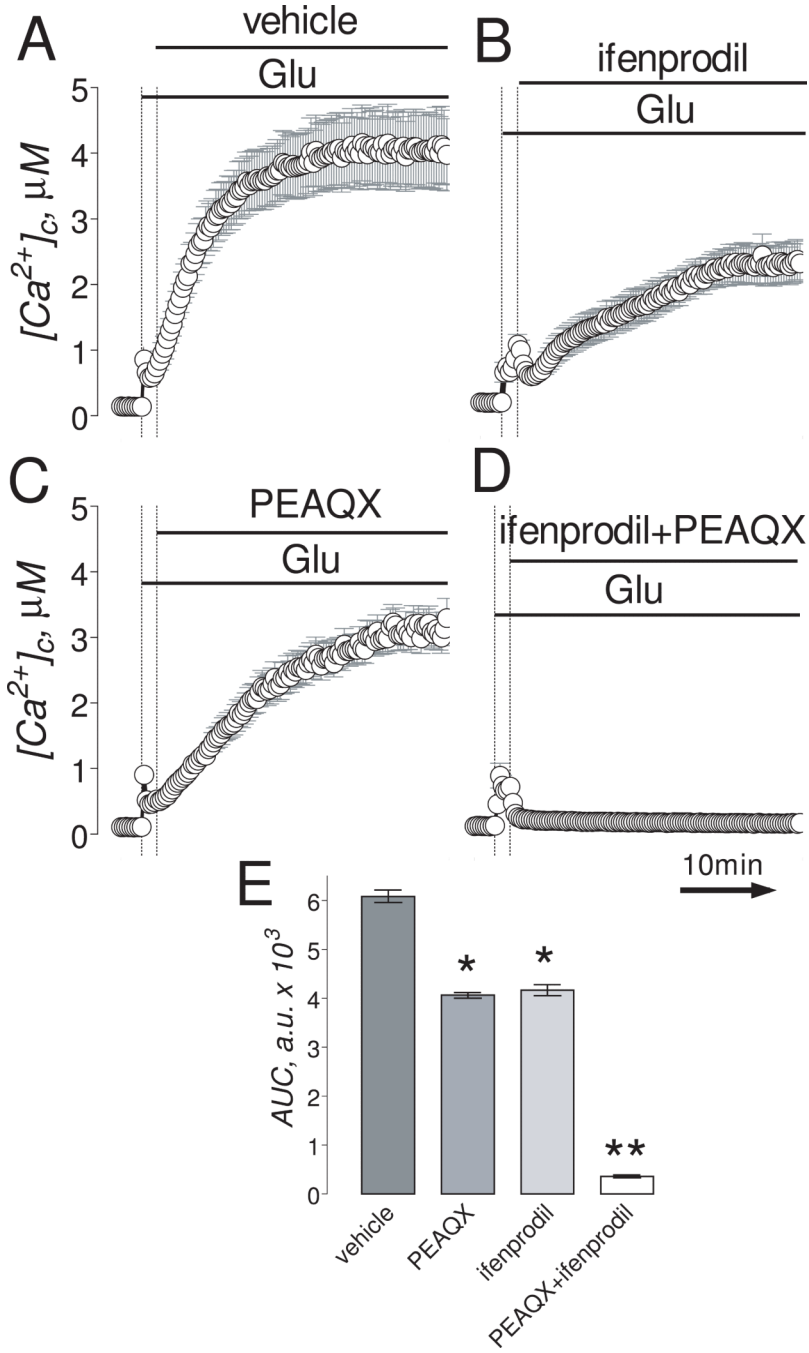 A
vehicle
Glu
5
4
3
2
1
0
[Ca²⁺]c, µM
B
ifenprodil
Glu
C
PEAQX
Glu
5
4
3
2
1
0
[Ca²⁺]c, µM
D
ifenprodil+PEAQX
Glu
10min
E
6
5
4
3
2
1
0
AUC, a.u. x 10³
*
*
**
vehicle
PEAQX
ifenprodil
PEAQX+ifenprodil